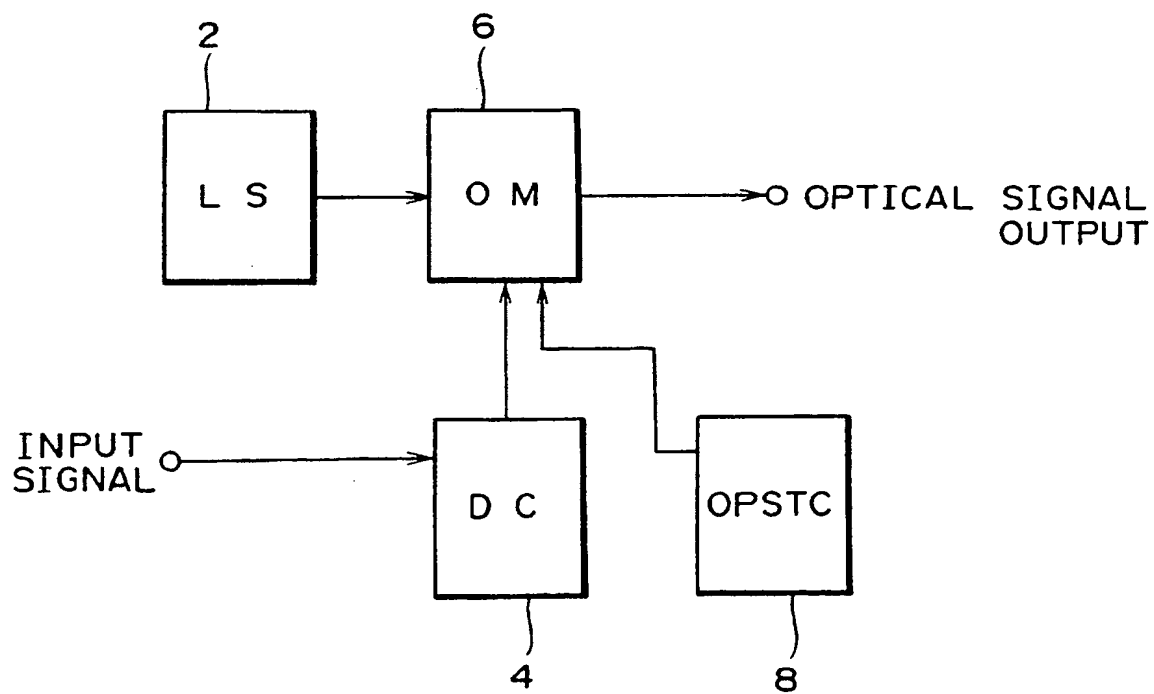 2
6
L S
O M
OPTICAL SIGNAL
OUTPUT
INPUT
SIGNAL
D C
OPSTC
4
8